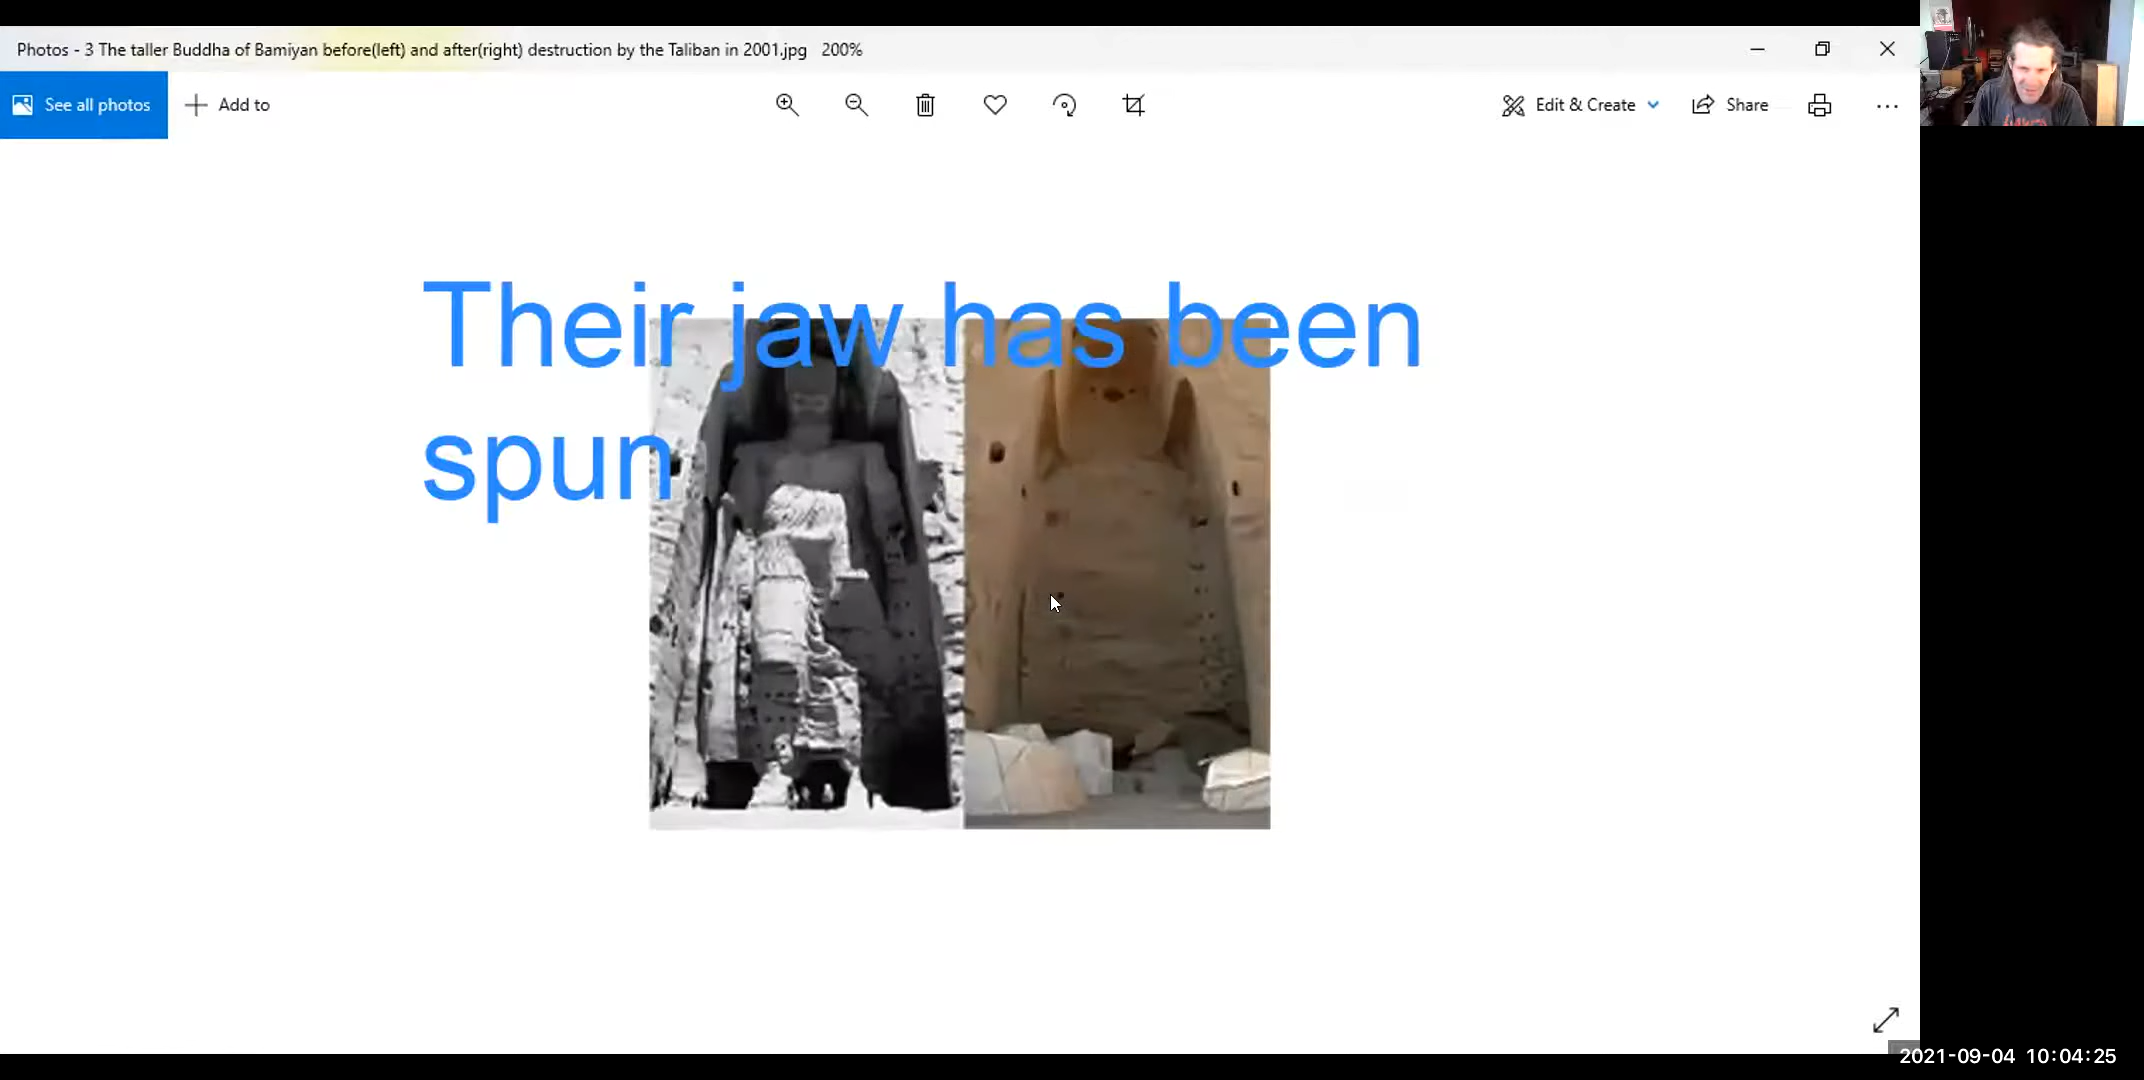 Photos - 3 The taller Buddha of Bamiyan before(left) and after(right) destruction by the Taliban in 2001.jpg   200%
See all photos
Add to
Edit & Create
Share
Their jaw has been
spun
2021-09-04 10:04:25